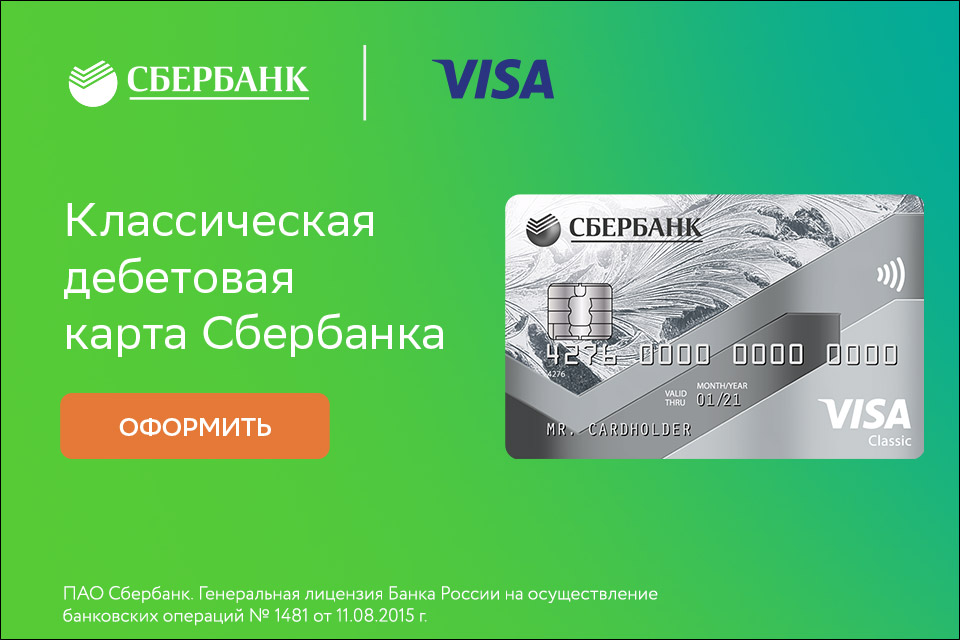 СБЕРБАНК
VISA
Классическая
дебетовая
карта Сбербанка
ОФОРМИТЬ
СБЕРБАНК
4276 0000 0000 0000
4276
VALID THRU
MONTH/YEAR
01/21
MR. CARDHOLDER
VISA
Classic
ПАО Сбербанк. Генеральная лицензия Банка России на осуществление
банковских операций № 1481 от 11.08.2015 г.